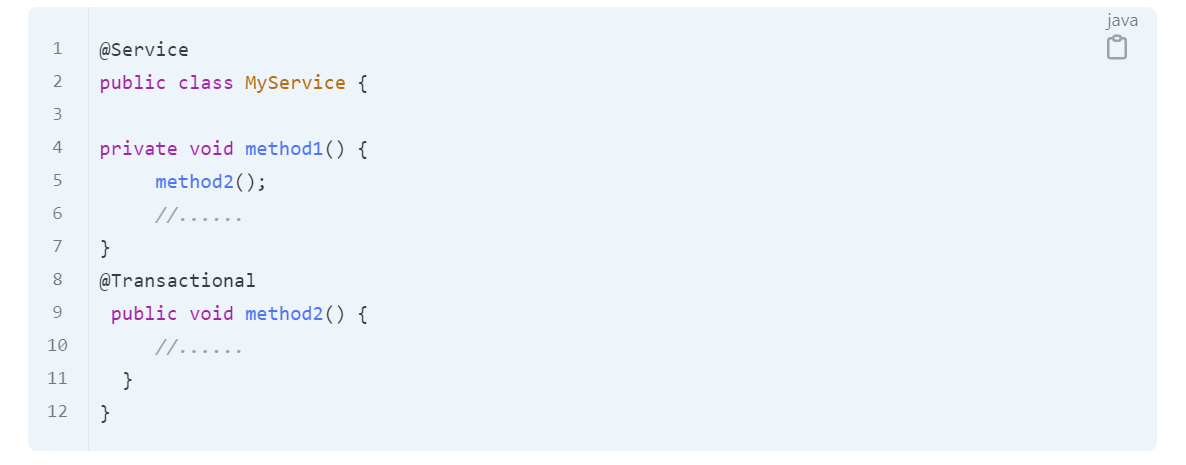 java
1 @Service
2 public class MyService {
3
4 private void method1() {
5      method2();
6      //......
7 }
8 @Transactional
9  public void method2() {
10      //......
11   }
12 }